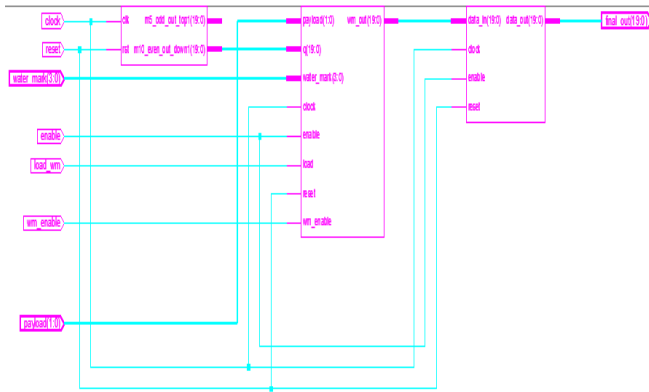 clock
reset
water_mark(3:0)
enable
load_wm
wm_enable
payload(1:0)
clk m5_odd_out_top1(19:0)
rst m10_even_out_down1(19:0)
payload(1:0) wm_out(19:0)
q(19:0)
water_mark(3:0)
clock
enable
load
reset
wm_enable
data_in(19:0) data_out(19:0)
clock
enable
reset
final_out(19:0)